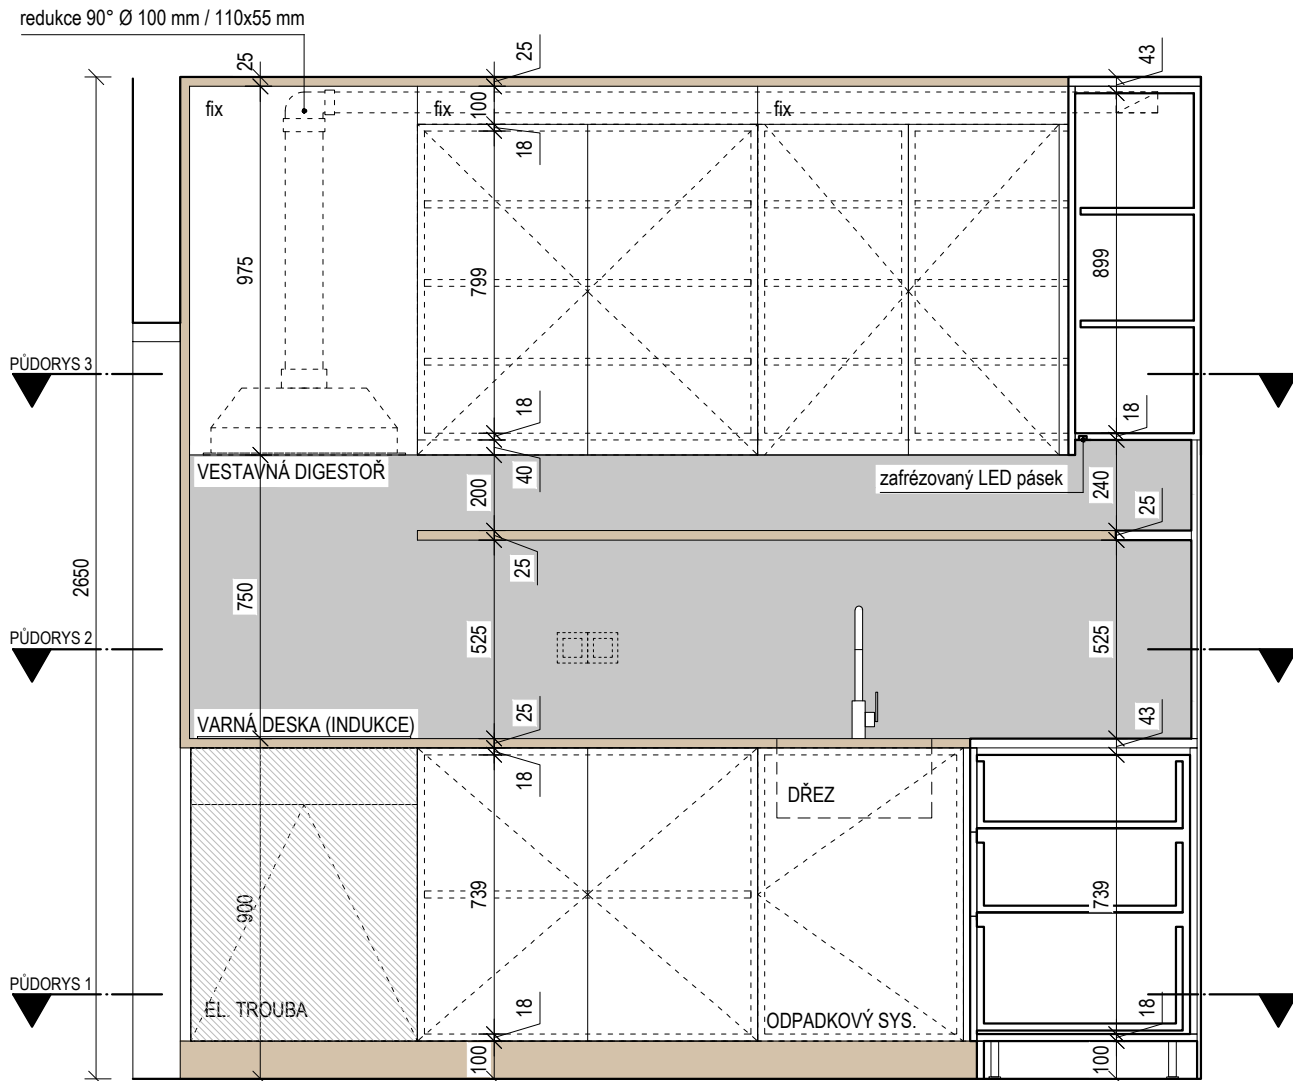 redukce 90° Ø 100 mm / 110x55 mm
25
25
43
fix
fix
fix
100
18
975
799
899
PŮDORYS 3
18
18
VESTAVNÁ DIGESTOŘ
40
200
zafrézovaný LED pásek
240
25
25
2650
750
525
525
PŮDORYS 2
VARNÁ DESKA (INDUKCE)
25
43
18
DŘEZ
900
739
739
PŮDORYS 1
EL. TROUBA
18
ODPADKOVÝ SYS.
18
100
100